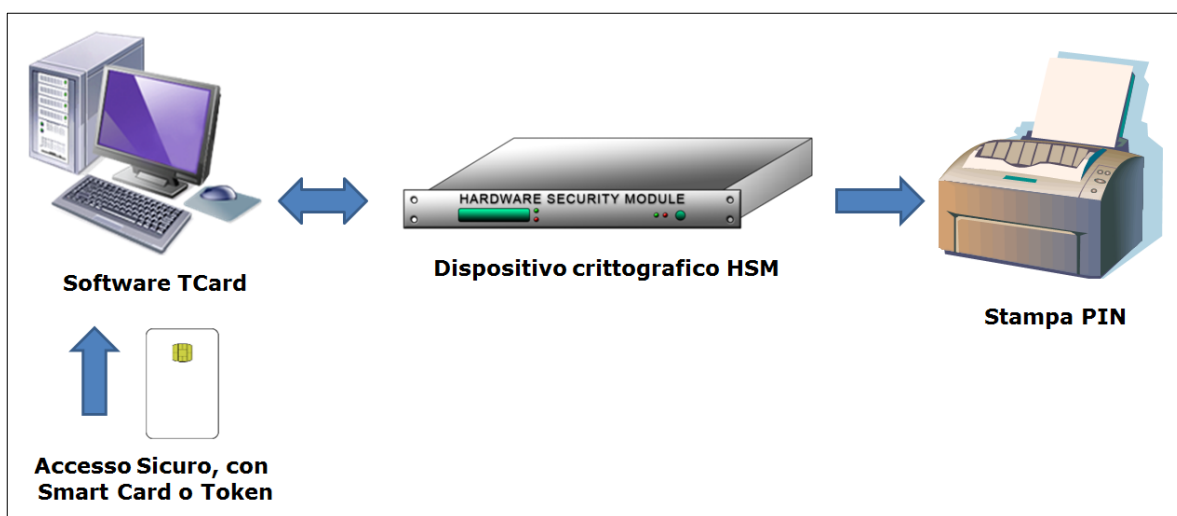 HARDWARE SECURITY MODULE
Software TCard
Dispositivo crittografico HSM
Stampa PIN
Accesso Sicuro, con
Smart Card o Token